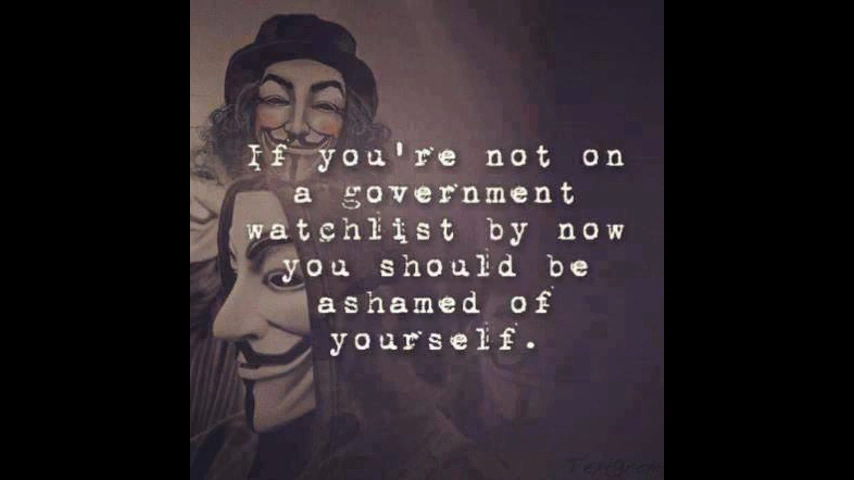 If you're not on
a government
watchlist by now
you should be
ashamed of
yourself.